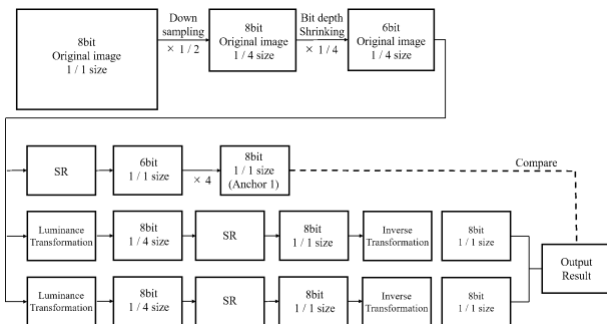 8bit
Original image
1 / 1 size
Down
sampling
× 1 / 2
8bit
Original image
1 / 4 size
Bit depth
Shrinking
× 1 / 4
6bit
Original image
1 / 4 size
SR
6bit
1 / 1 size
× 4
8bit
1 / 1 size
(Anchor 1)
Compare
Luminance
Transformation
8bit
1 / 4 size
SR
8bit
1 / 1 size
Inverse
Transformation
8bit
1 / 1 size
Output
Result
Luminance
Transformation
8bit
1 / 4 size
SR
8bit
1 / 1 size
Inverse
Transformation
8bit
1 / 1 size